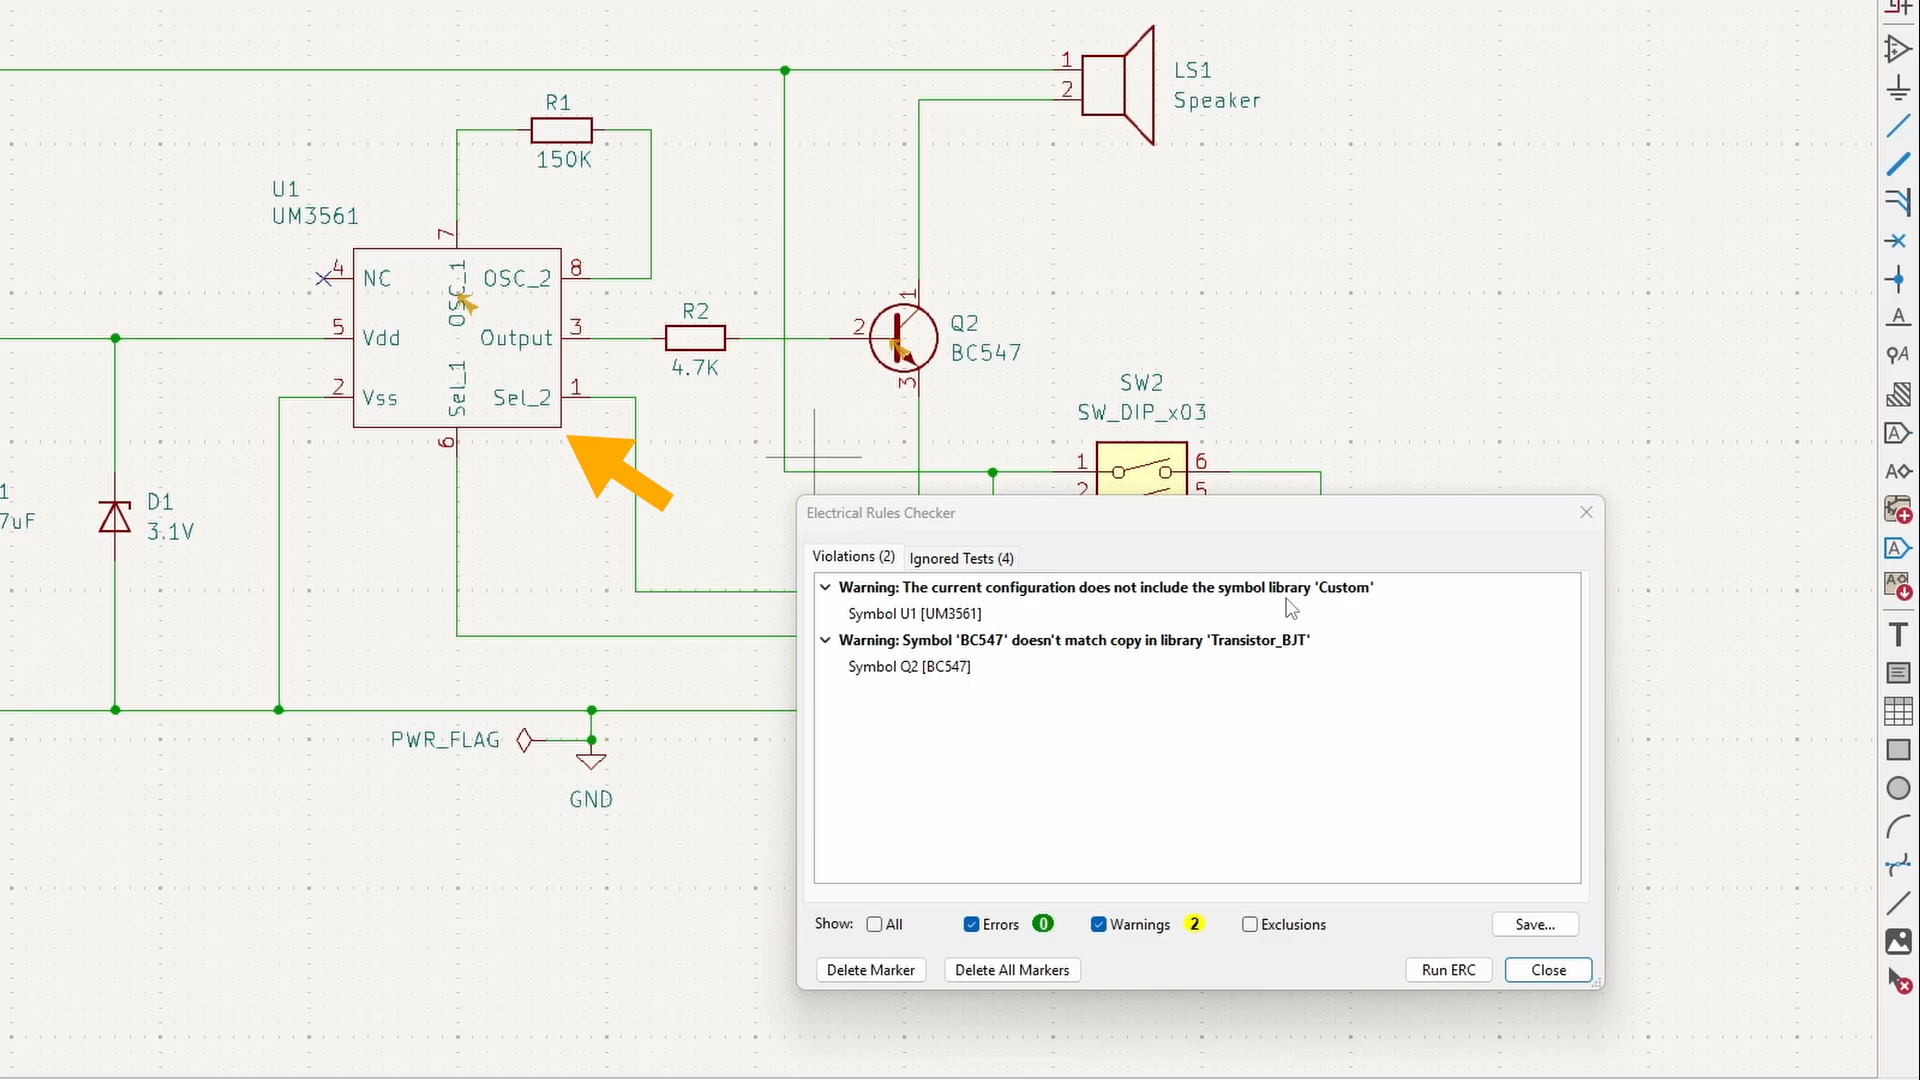 1
2
LS1
Speaker
R1
150K
U1
UM3561
7
4
NC
OSC_1
OSC_2
8
5
Vdd
Output
3
2
Vss
Sel_1
Sel_2
1
6
R2
4.7K
1
2
3
Q2
BC547
SW2
SW_DIP_x03
1
6
2
5
1
7uF
D1
3.1V
PWR_FLAG
GND
Electrical Rules Checker
Violations (2)
Ignored Tests (4)
Warning: The current configuration does not include the symbol library 'Custom'
Symbol U1 [UM3561]
Warning: Symbol 'BC547' doesn't match copy in library 'Transistor_BJT'
Symbol Q2 [BC547]
Show:
All
Errors
0
Warnings
2
Exclusions
Save...
Delete Marker
Delete All Markers
Run ERC
Close
A
A
A
A
A
A
T